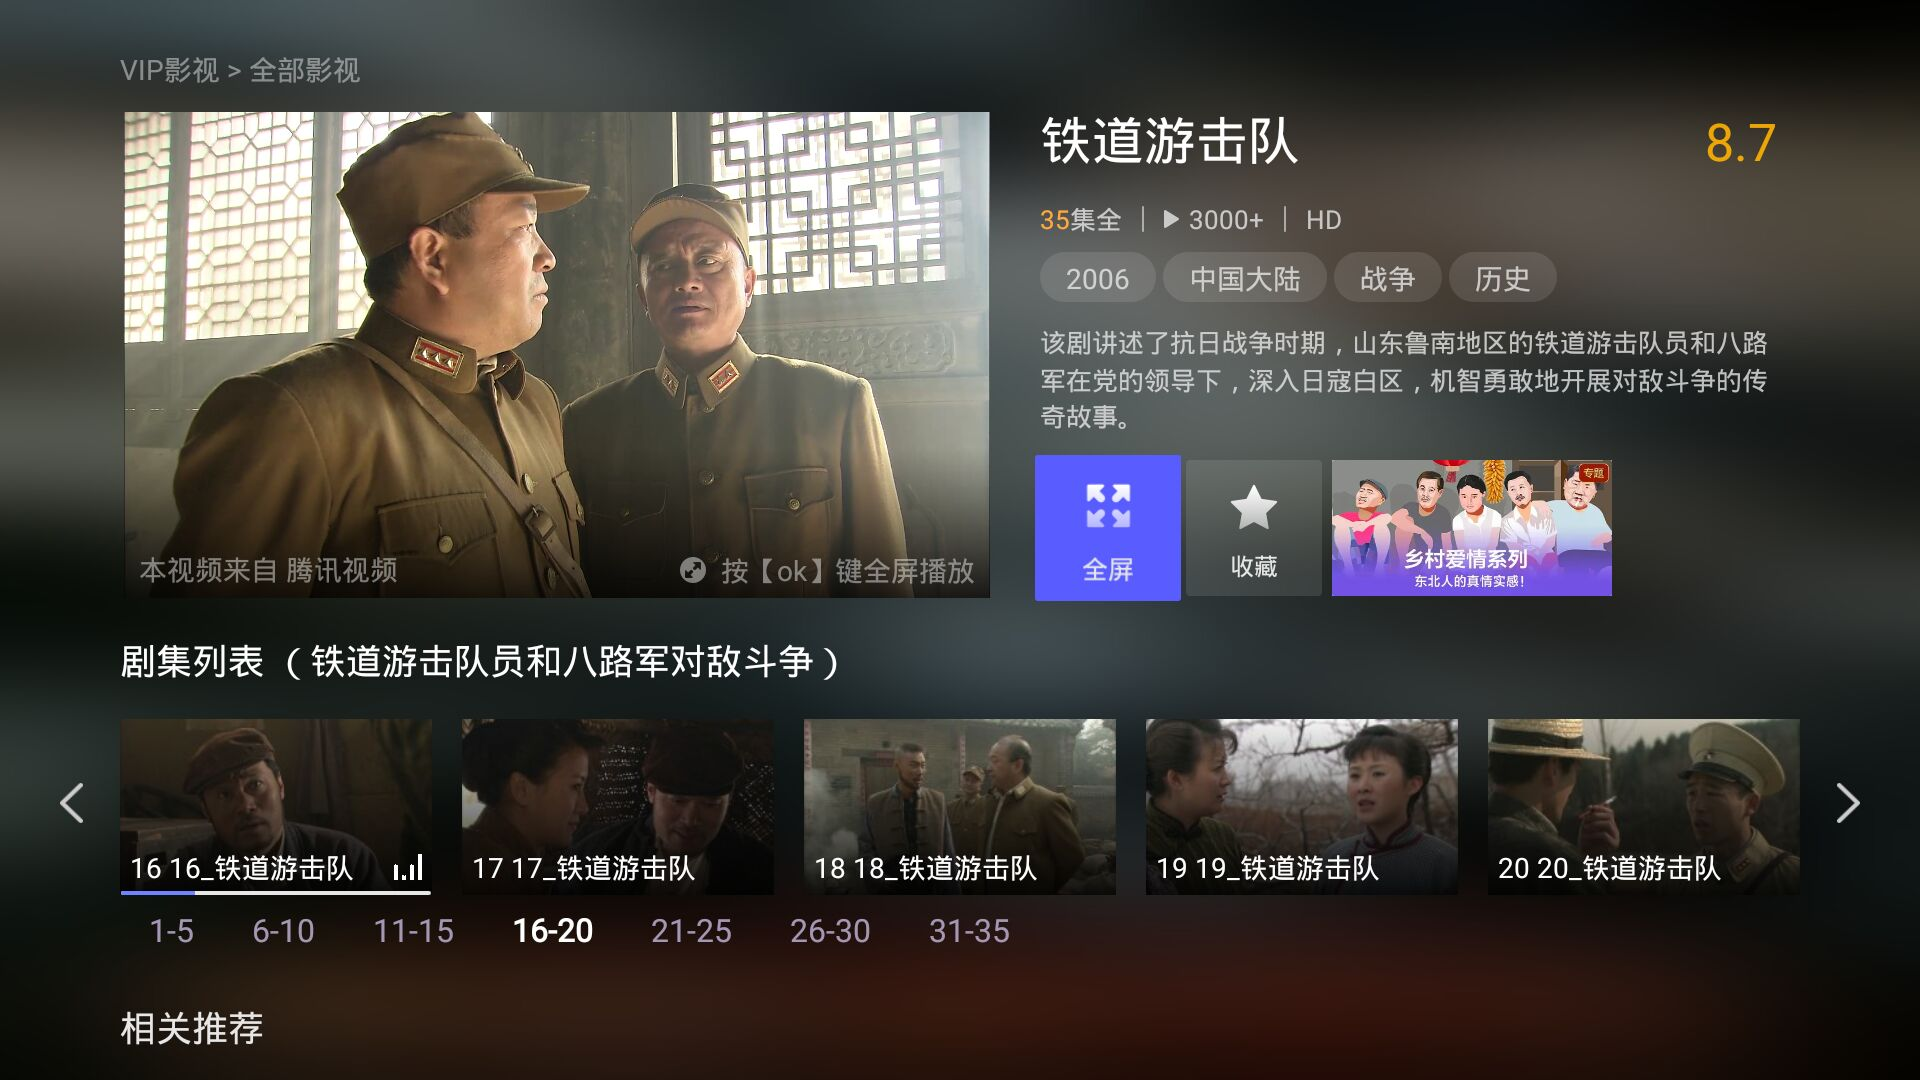 VIP影视 > 全部影视
铁道游击队
8.7
35集全 | 3000+ | HD
2006 中国大陆 战争 历史
该剧讲述了抗日战争时期，山东鲁南地区的铁道游击队员和八路
军在党的领导下，深入日寇白区，机智勇敢地开展对敌斗争的传
奇故事。
本视频来自 腾讯视频
按【ok】键全屏播放
全屏
收藏
专题
乡村爱情系列
东北人的真情实感!
剧集列表 （铁道游击队员和八路军对敌斗争）
16 16_铁道游击队
17 17_铁道游击队
18 18_铁道游击队
19 19_铁道游击队
20 20_铁道游击队
1-5 6-10 11-15 16-20 21-25 26-30 31-35
相关推荐